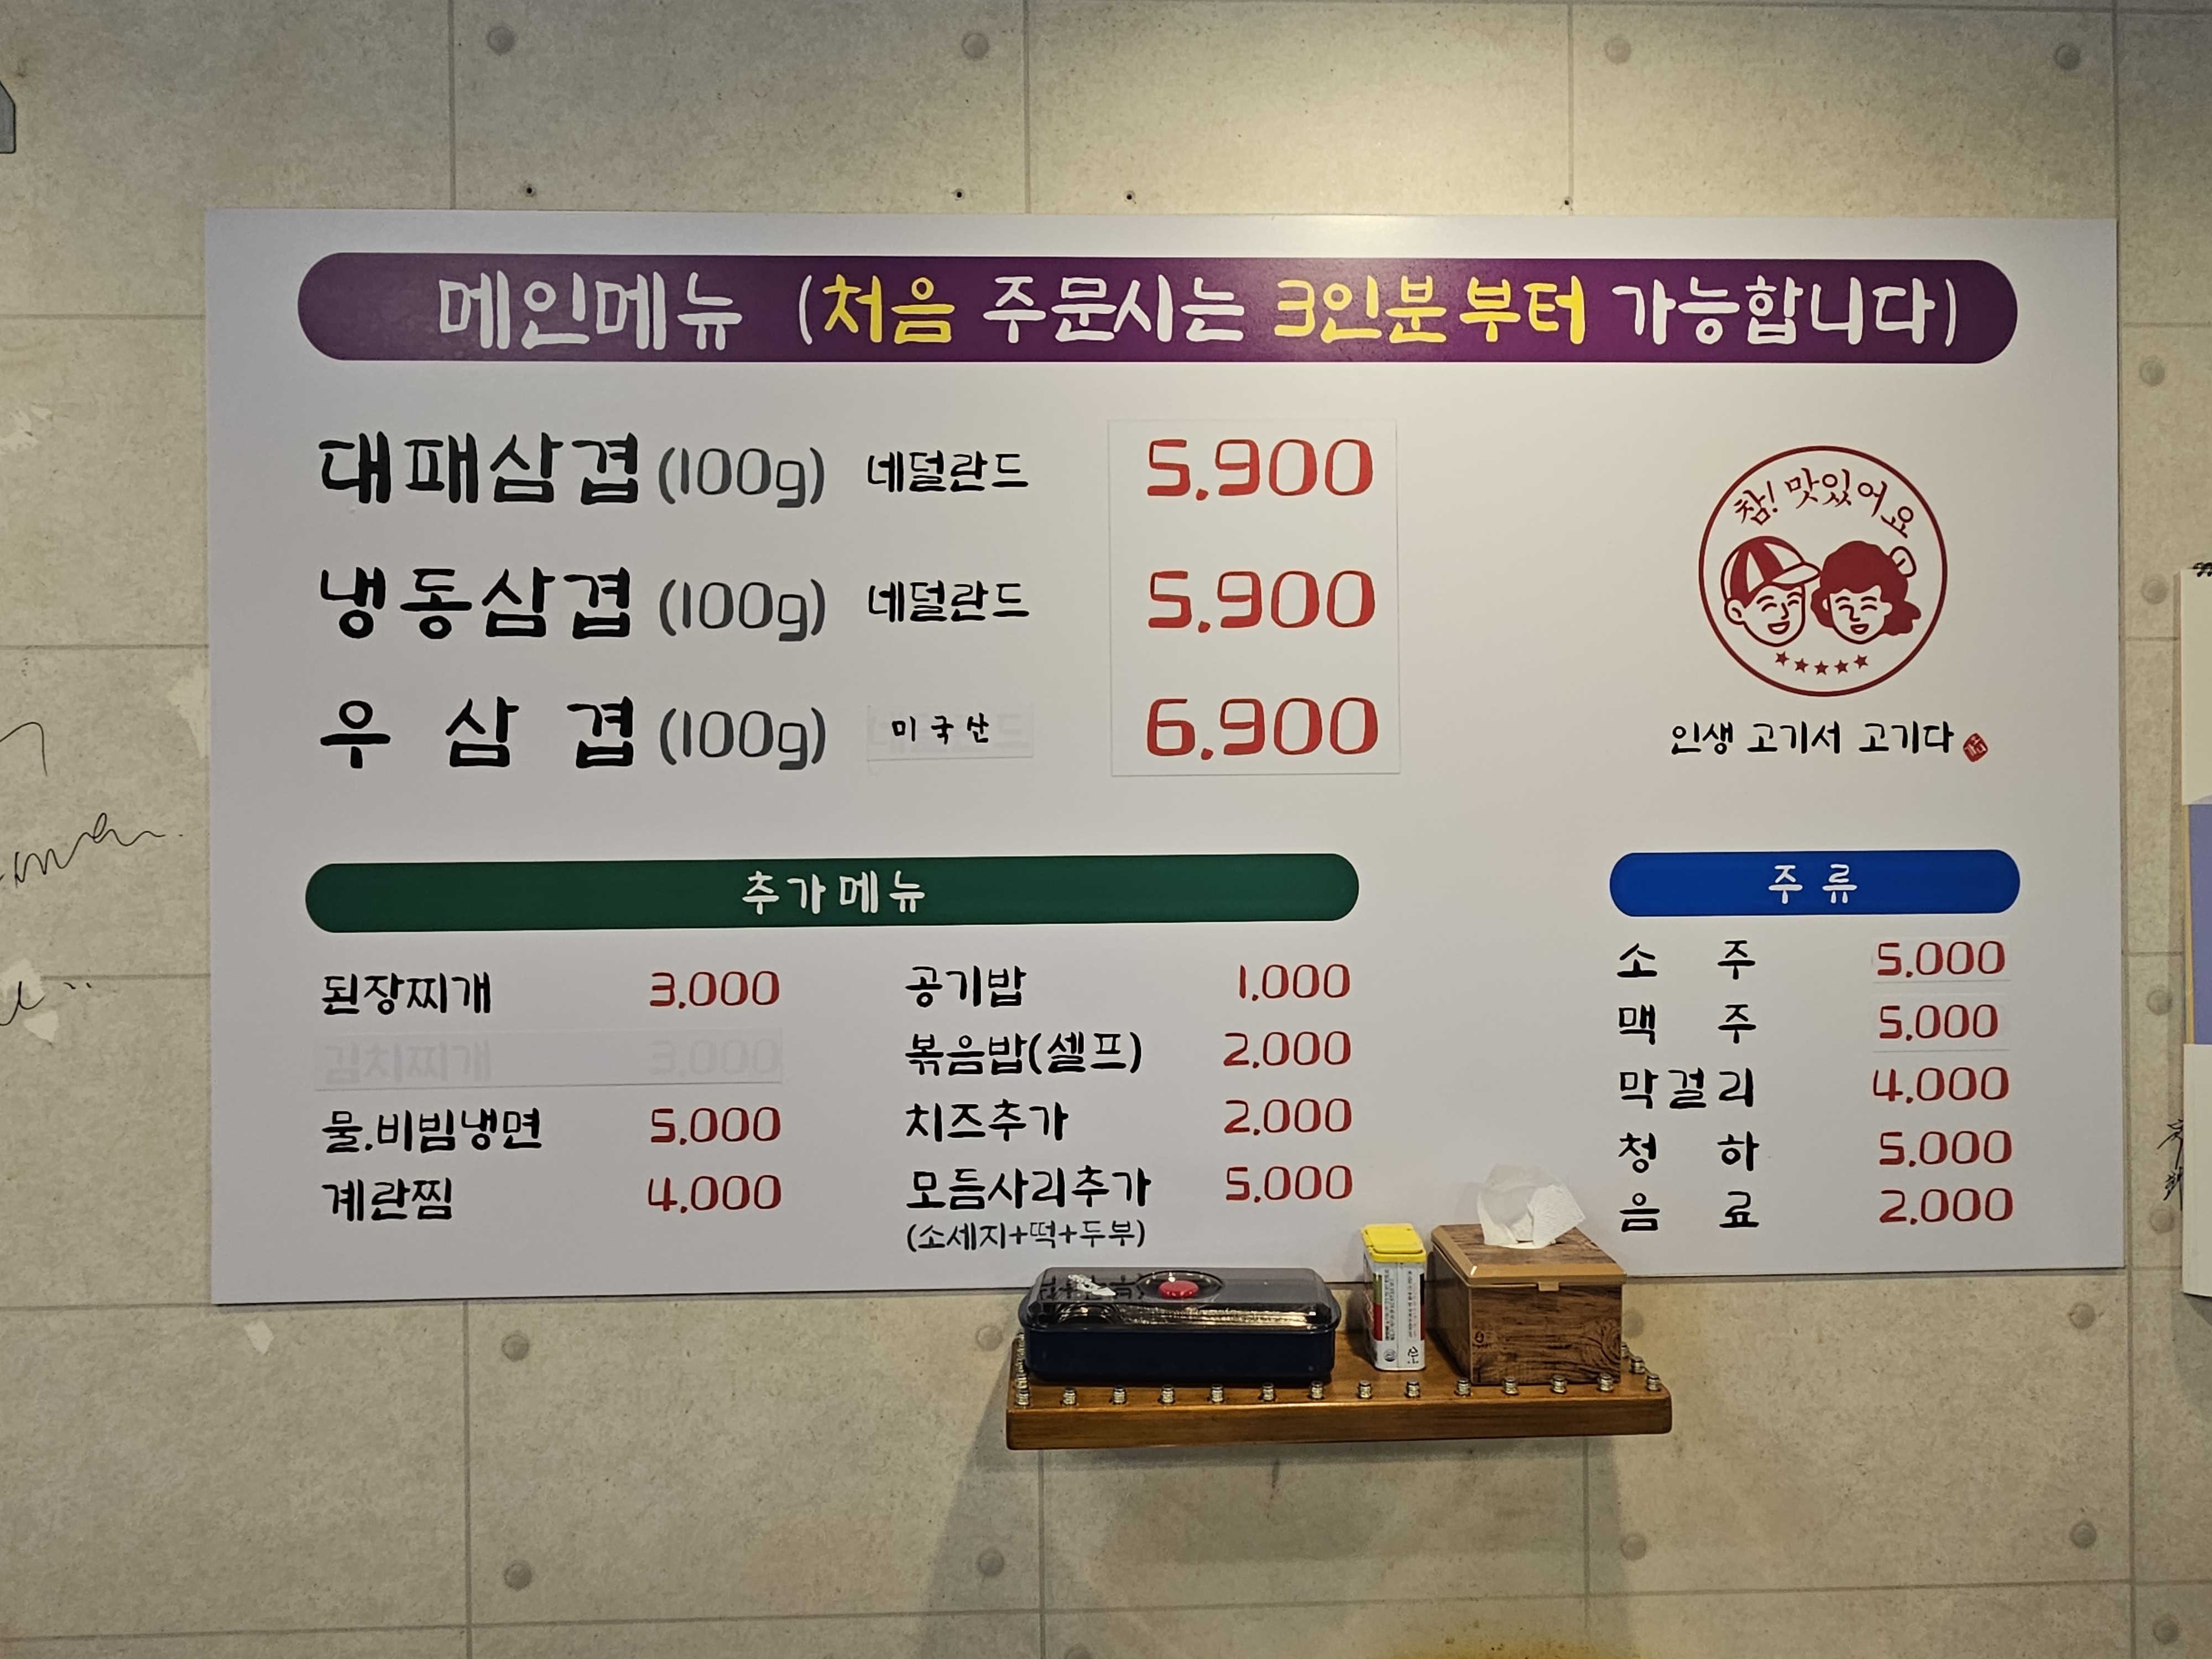 메인메뉴 (처음 주문시는 3인분부터 가능합니다)
대패삼겹 (100g) 네덜란드 5,900
냉동삼겹 (100g) 네덜란드 5,900
우삼겹 (100g) 미국산 6,900
참! 맛있어요
인생 고기서 고기다
추가메뉴
된장찌개 3,000
김치찌개 3,000
물.비빔냉면 5,000
계란찜 4,000
공기밥 1,000
볶음밥(셀프) 2,000
치즈추가 2,000
모듬사리추가 5,000
(소세지+떡+두부)
주류
소주 5,000
맥주 5,000
막걸리 4,000
청하 5,000
음료 2,000